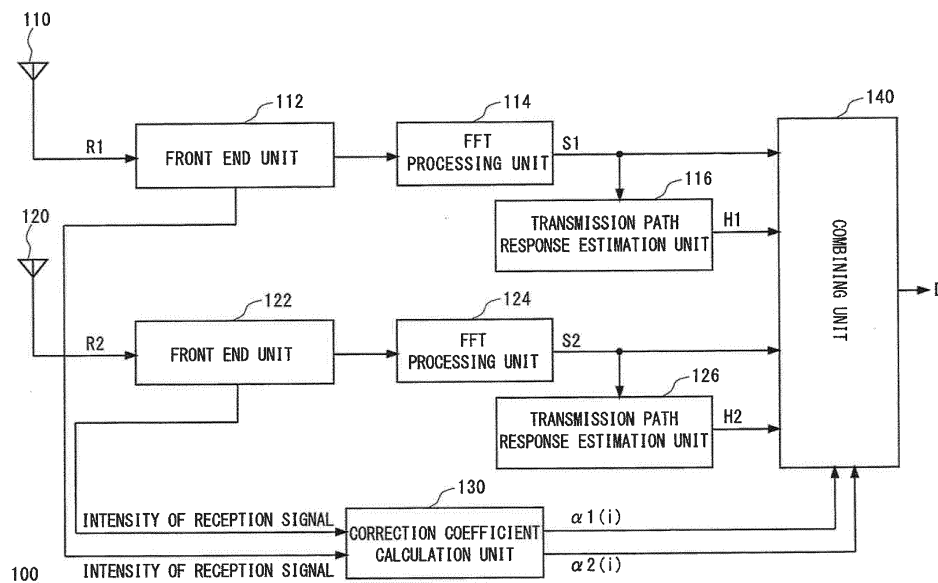 110
112
114
140
R1
FRONT END UNIT
FFT
PROCESSING UNIT
S1
116
120
TRANSMISSION PATH
RESPONSE ESTIMATION UNIT
H1
COMBINING UNIT
122
124
R2
FRONT END UNIT
FFT
PROCESSING UNIT
S2
126
TRANSMISSION PATH
RESPONSE ESTIMATION UNIT
H2
130
INTENSITY OF RECEPTION SIGNAL
CORRECTION COEFFICIENT
CALCULATION UNIT
α1(i)
INTENSITY OF RECEPTION SIGNAL
α2(i)
100